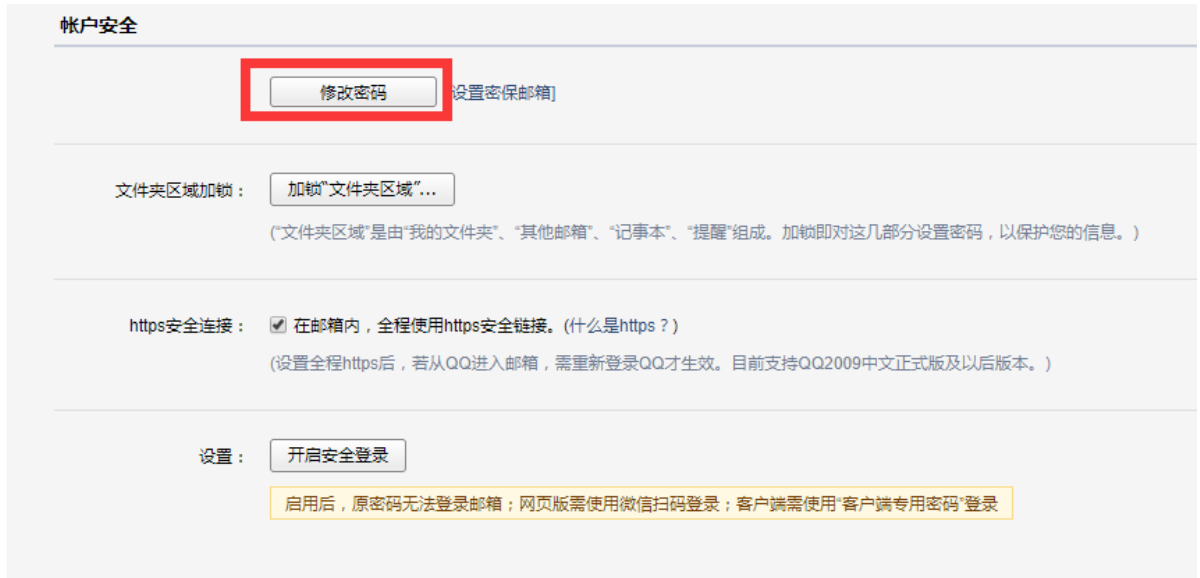 帐户安全
修改密码 设置密保邮箱]
文件夹区域加锁： 加锁“文件夹区域”...
(“文件夹区域”是由“我的文件夹”、“其他邮箱”、“记事本”、“提醒”组成。加锁即对这几部分设置密码，以保护您的信息。)
https安全连接： 在邮箱内，全程使用https安全链接。(什么是https？)
(设置全程https后，若从QQ进入邮箱，需重新登录QQ才生效。目前支持QQ2009中文正式版及以后版本。)
设置： 开启安全登录
启用后，原密码无法登录邮箱；网页版需使用微信扫码登录；客户端需使用“客户端专用密码”登录